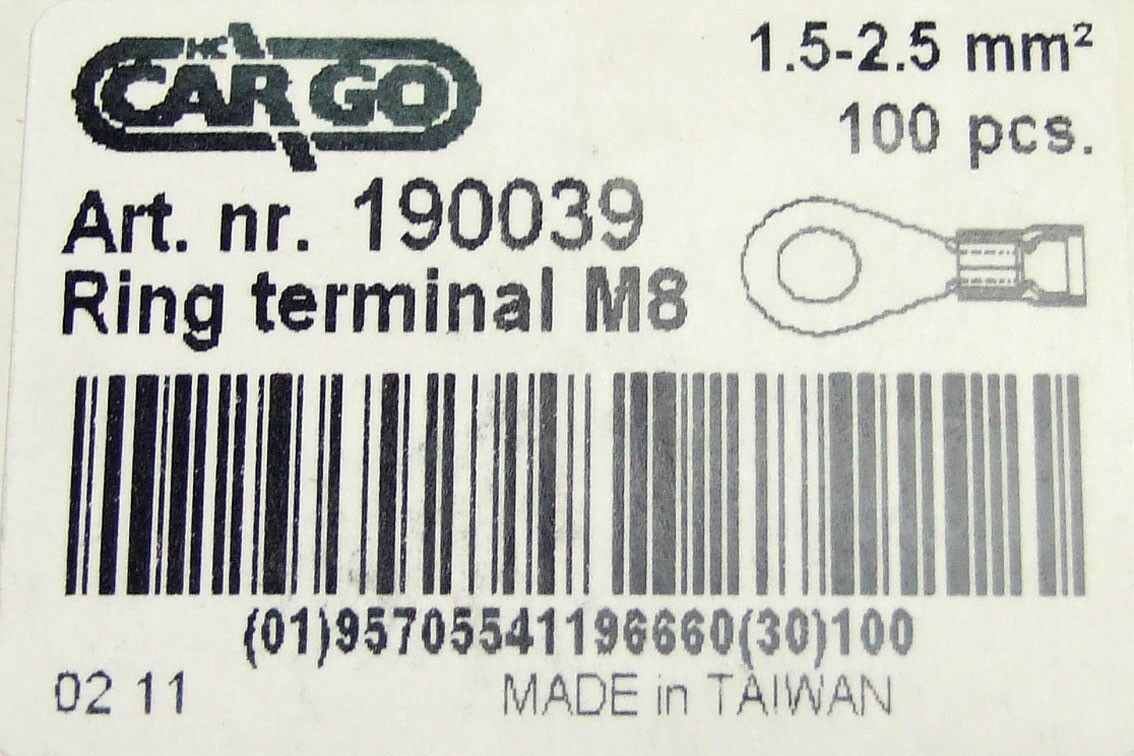 HC
CARGO
1.5-2.5 mm²
100 pcs.
Art. nr. 190039
Ring terminal M8
(01)95705541196660(30)100
02 11
MADE in TAIWAN